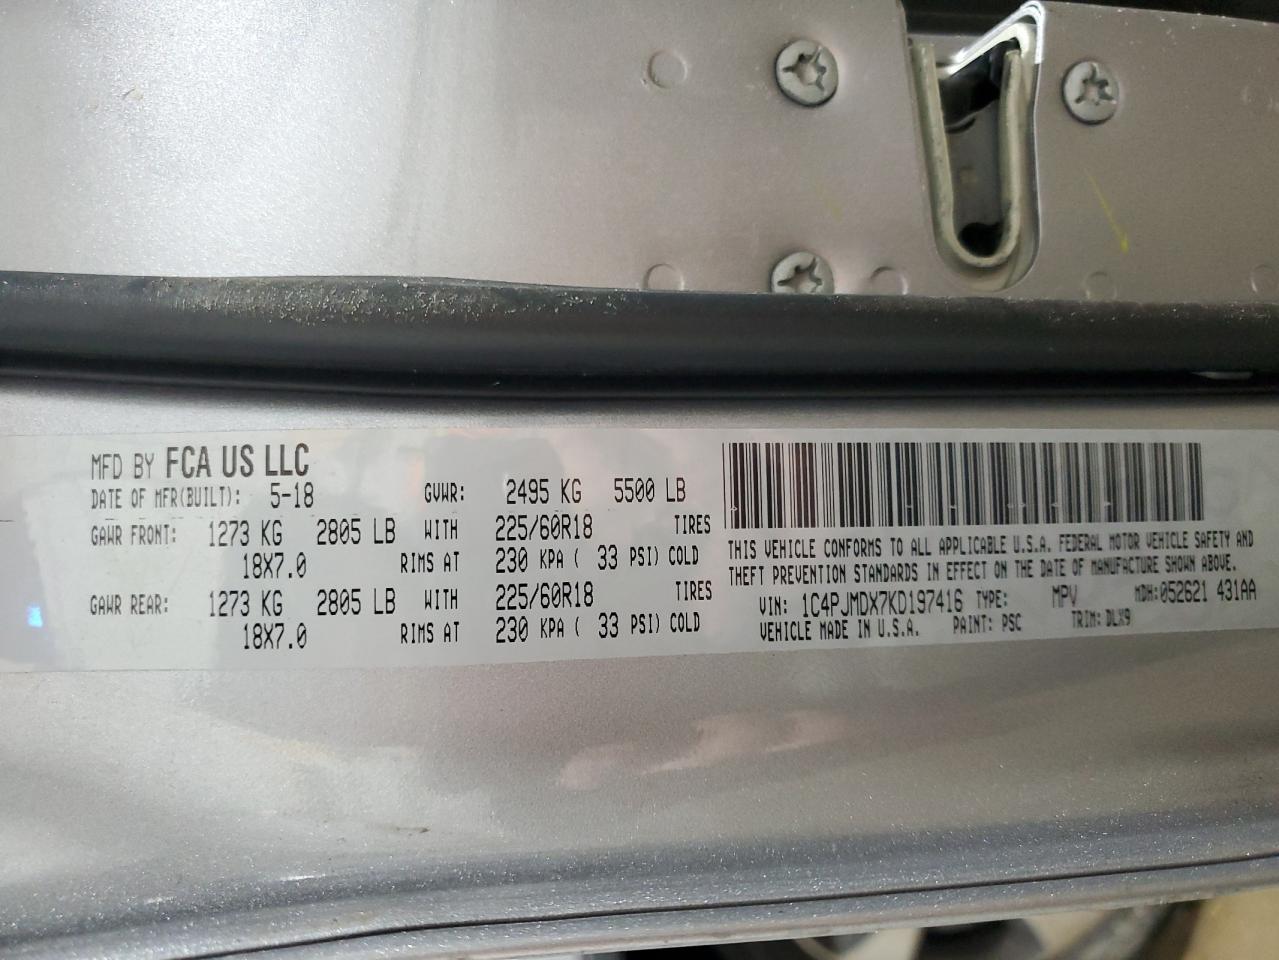 MFD BY FCA US LLC
DATE OF MFR(BUILT): 5-18 GVWR: 2495 KG 5500 LB
GAWR FRONT: 1273 KG 2805 LB WITH 225/60R18 TIRES
18X7.0 RIMS AT 230 KPA ( 33 PSI) COLD
GAWR REAR: 1273 KG 2805 LB WITH 225/60R18 TIRES
18X7.0 RIMS AT 230 KPA ( 33 PSI) COLD
THIS VEHICLE CONFORMS TO ALL APPLICABLE U.S.A. FEDERAL MOTOR VEHICLE SAFETY AND
THEFT PREVENTION STANDARDS IN EFFECT ON THE DATE OF MANUFACTURE SHOWN ABOVE.
VIN: 1C4PJMDX7KD197416 TYPE: MPV MDH: 052621 431AA
VEHICLE MADE IN U.S.A. PAINT: PSC TRIM: DLX9